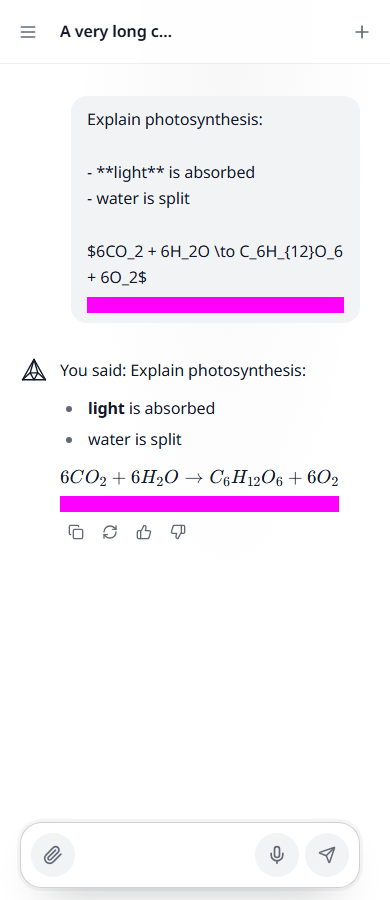 A very long c...
Explain photosynthesis:
- **light** is absorbed
- water is split
$6CO_2 + 6H_2O \to C_6H_{12}O_6
+ 6O_2$
You said: Explain photosynthesis:
• light is absorbed
• water is split
6CO₂ + 6H₂O → C₆H₁₂O₆ + 6O₂